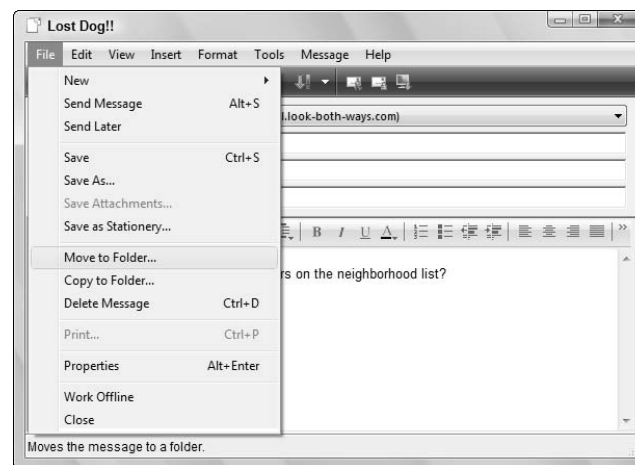 Lost Dog!!
File Edit View Insert Format Tools Message Help
New
Send Message Alt+S
l.look-both-ways.com)
Send Later
Save Ctrl+S
Save As...
Save Attachments...
Save as Stationery...
B I U A
Move to Folder...
rs on the neighborhood list?
Copy to Folder...
Delete Message Ctrl+D
Print... Ctrl+P
Properties Alt+Enter
Work Offline
Close
Moves the message to a folder.